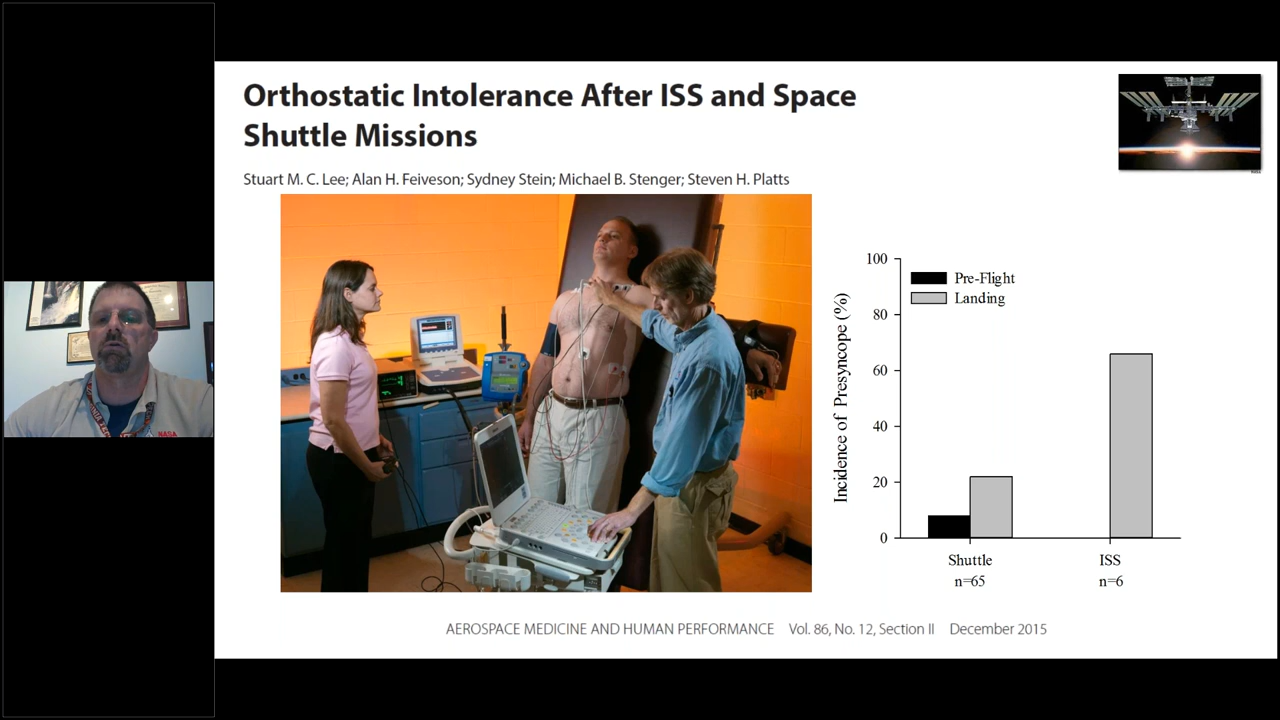 Orthostatic Intolerance After ISS and Space
Shuttle Missions
Stuart M. C. Lee; Alan H. Feiveson; Sydney Stein; Michael B. Stenger; Steven H. Platts
100
80
60
40
20
0
Incidence of Presyncope (%)
Pre-Flight
Landing
Shuttle
n=65
ISS
n=6
AEROSPACE MEDICINE AND HUMAN PERFORMANCE Vol. 86, No. 12, Section II December 2015
NASA